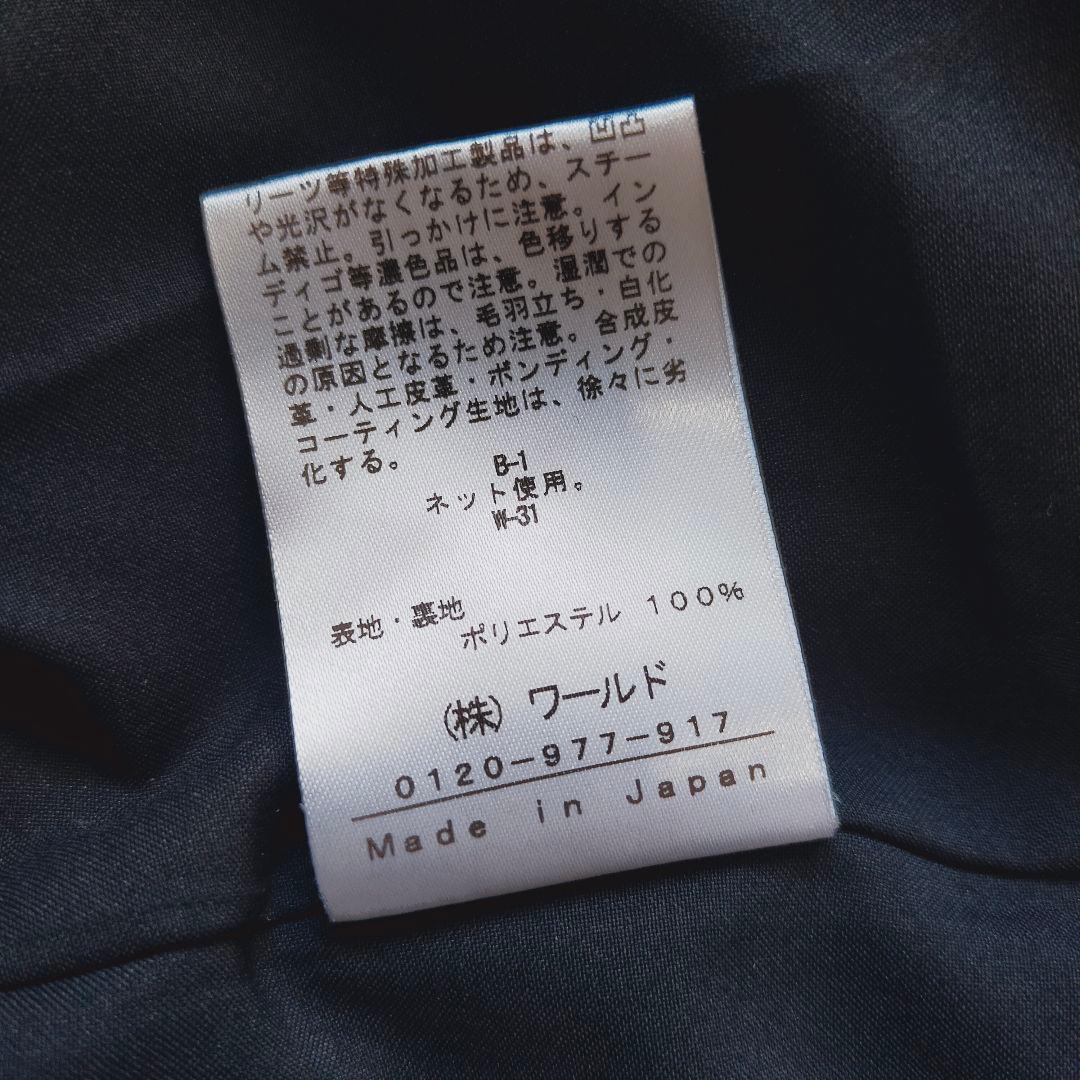 リーツ等特殊加工製品は、凹凸
や光沢がなくなるため、スチー
ム禁止。引っかけに注意。イン
ディゴ等濃色品は、色移りする
ことがあるので注意。湿潤での
過剰な摩擦は、毛羽立ち・白化
の原因となるため注意。合成皮
革・人工皮革・ボンディング・
コーティング生地は、徐々に劣
化する。
B-1
ネット使用。
W-31
表地・裏地
ポリエステル 100%
(株) ワールド
0120-977-917
Made in Japan